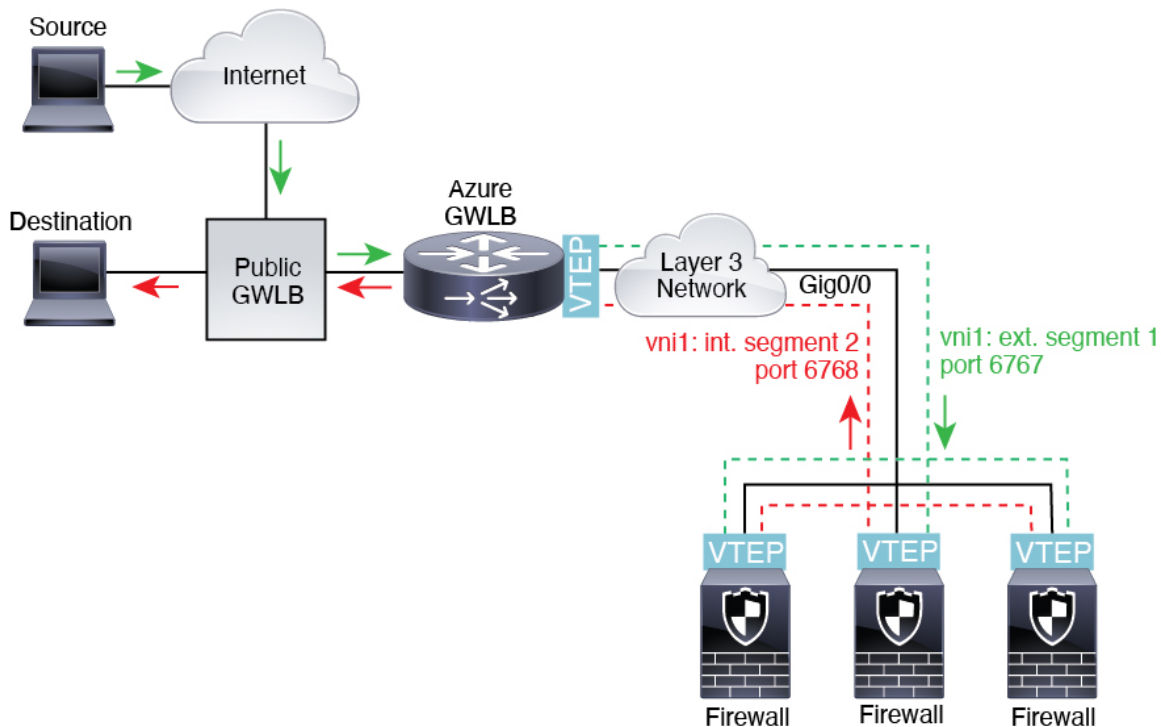 Source
Internet
Azure
GWLB
Destination
Public
GWLB
VTEP
Layer 3
Network
Gig0/0
vni1: int. segment 2
port 6768
vni1: ext. segment 1
port 6767
VTEP
VTEP
VTEP
Firewall
Firewall
Firewall